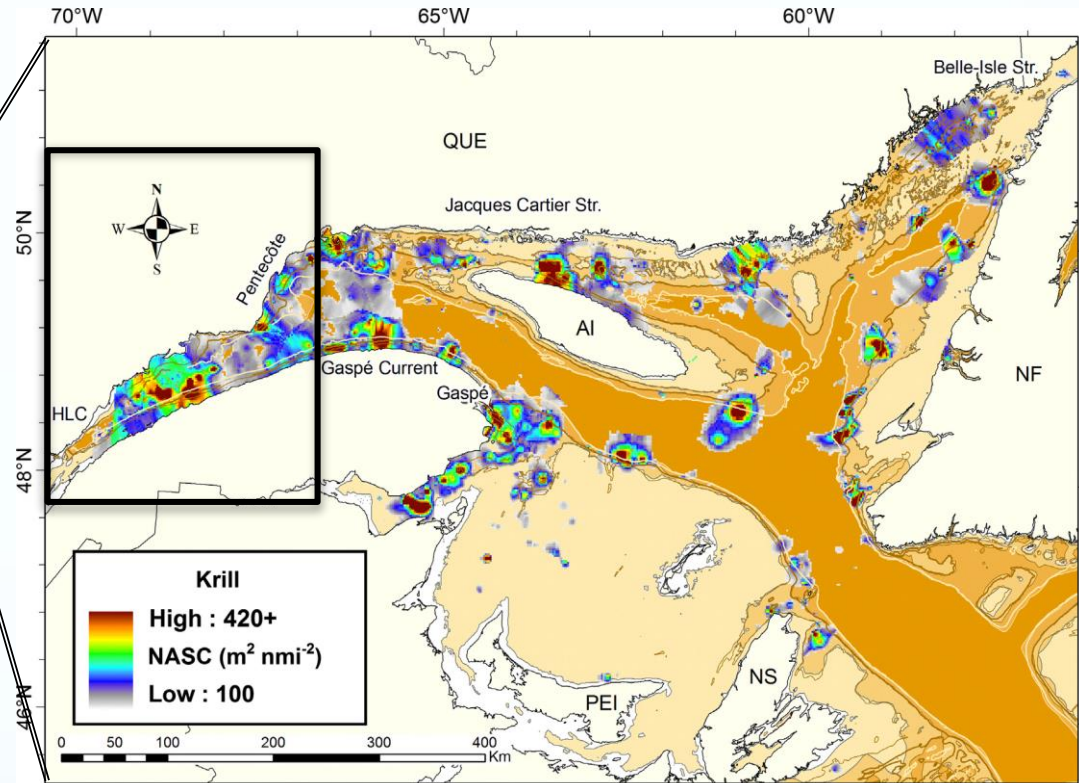 70°W 65°W 60°W
Belle-Isle Str.
QUE
N
W E
S
Jacques Cartier Str.
50°N
Pentecôte
AI
Gaspé Current
NF
Gaspé
HLC
48°N
Krill
High : 420+
NASC (m² nmi⁻²)
Low : 100
NS
PEI
46°N
0 50 100 200 300 400
Km